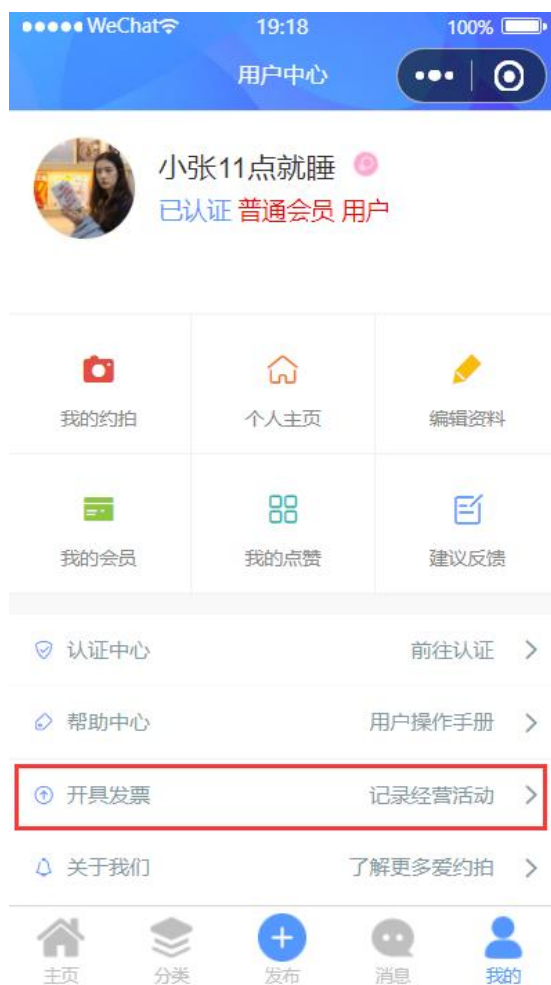 WeChat 19:18 100%
用户中心
小张11点就睡
已认证 普通会员 用户
我的约拍 个人主页 编辑资料
我的会员 我的点赞 建议反馈
认证中心 前往认证
帮助中心 用户操作手册
开具发票 记录经营活动
关于我们 了解更多爱约拍
主页 分类 发布 消息 我的